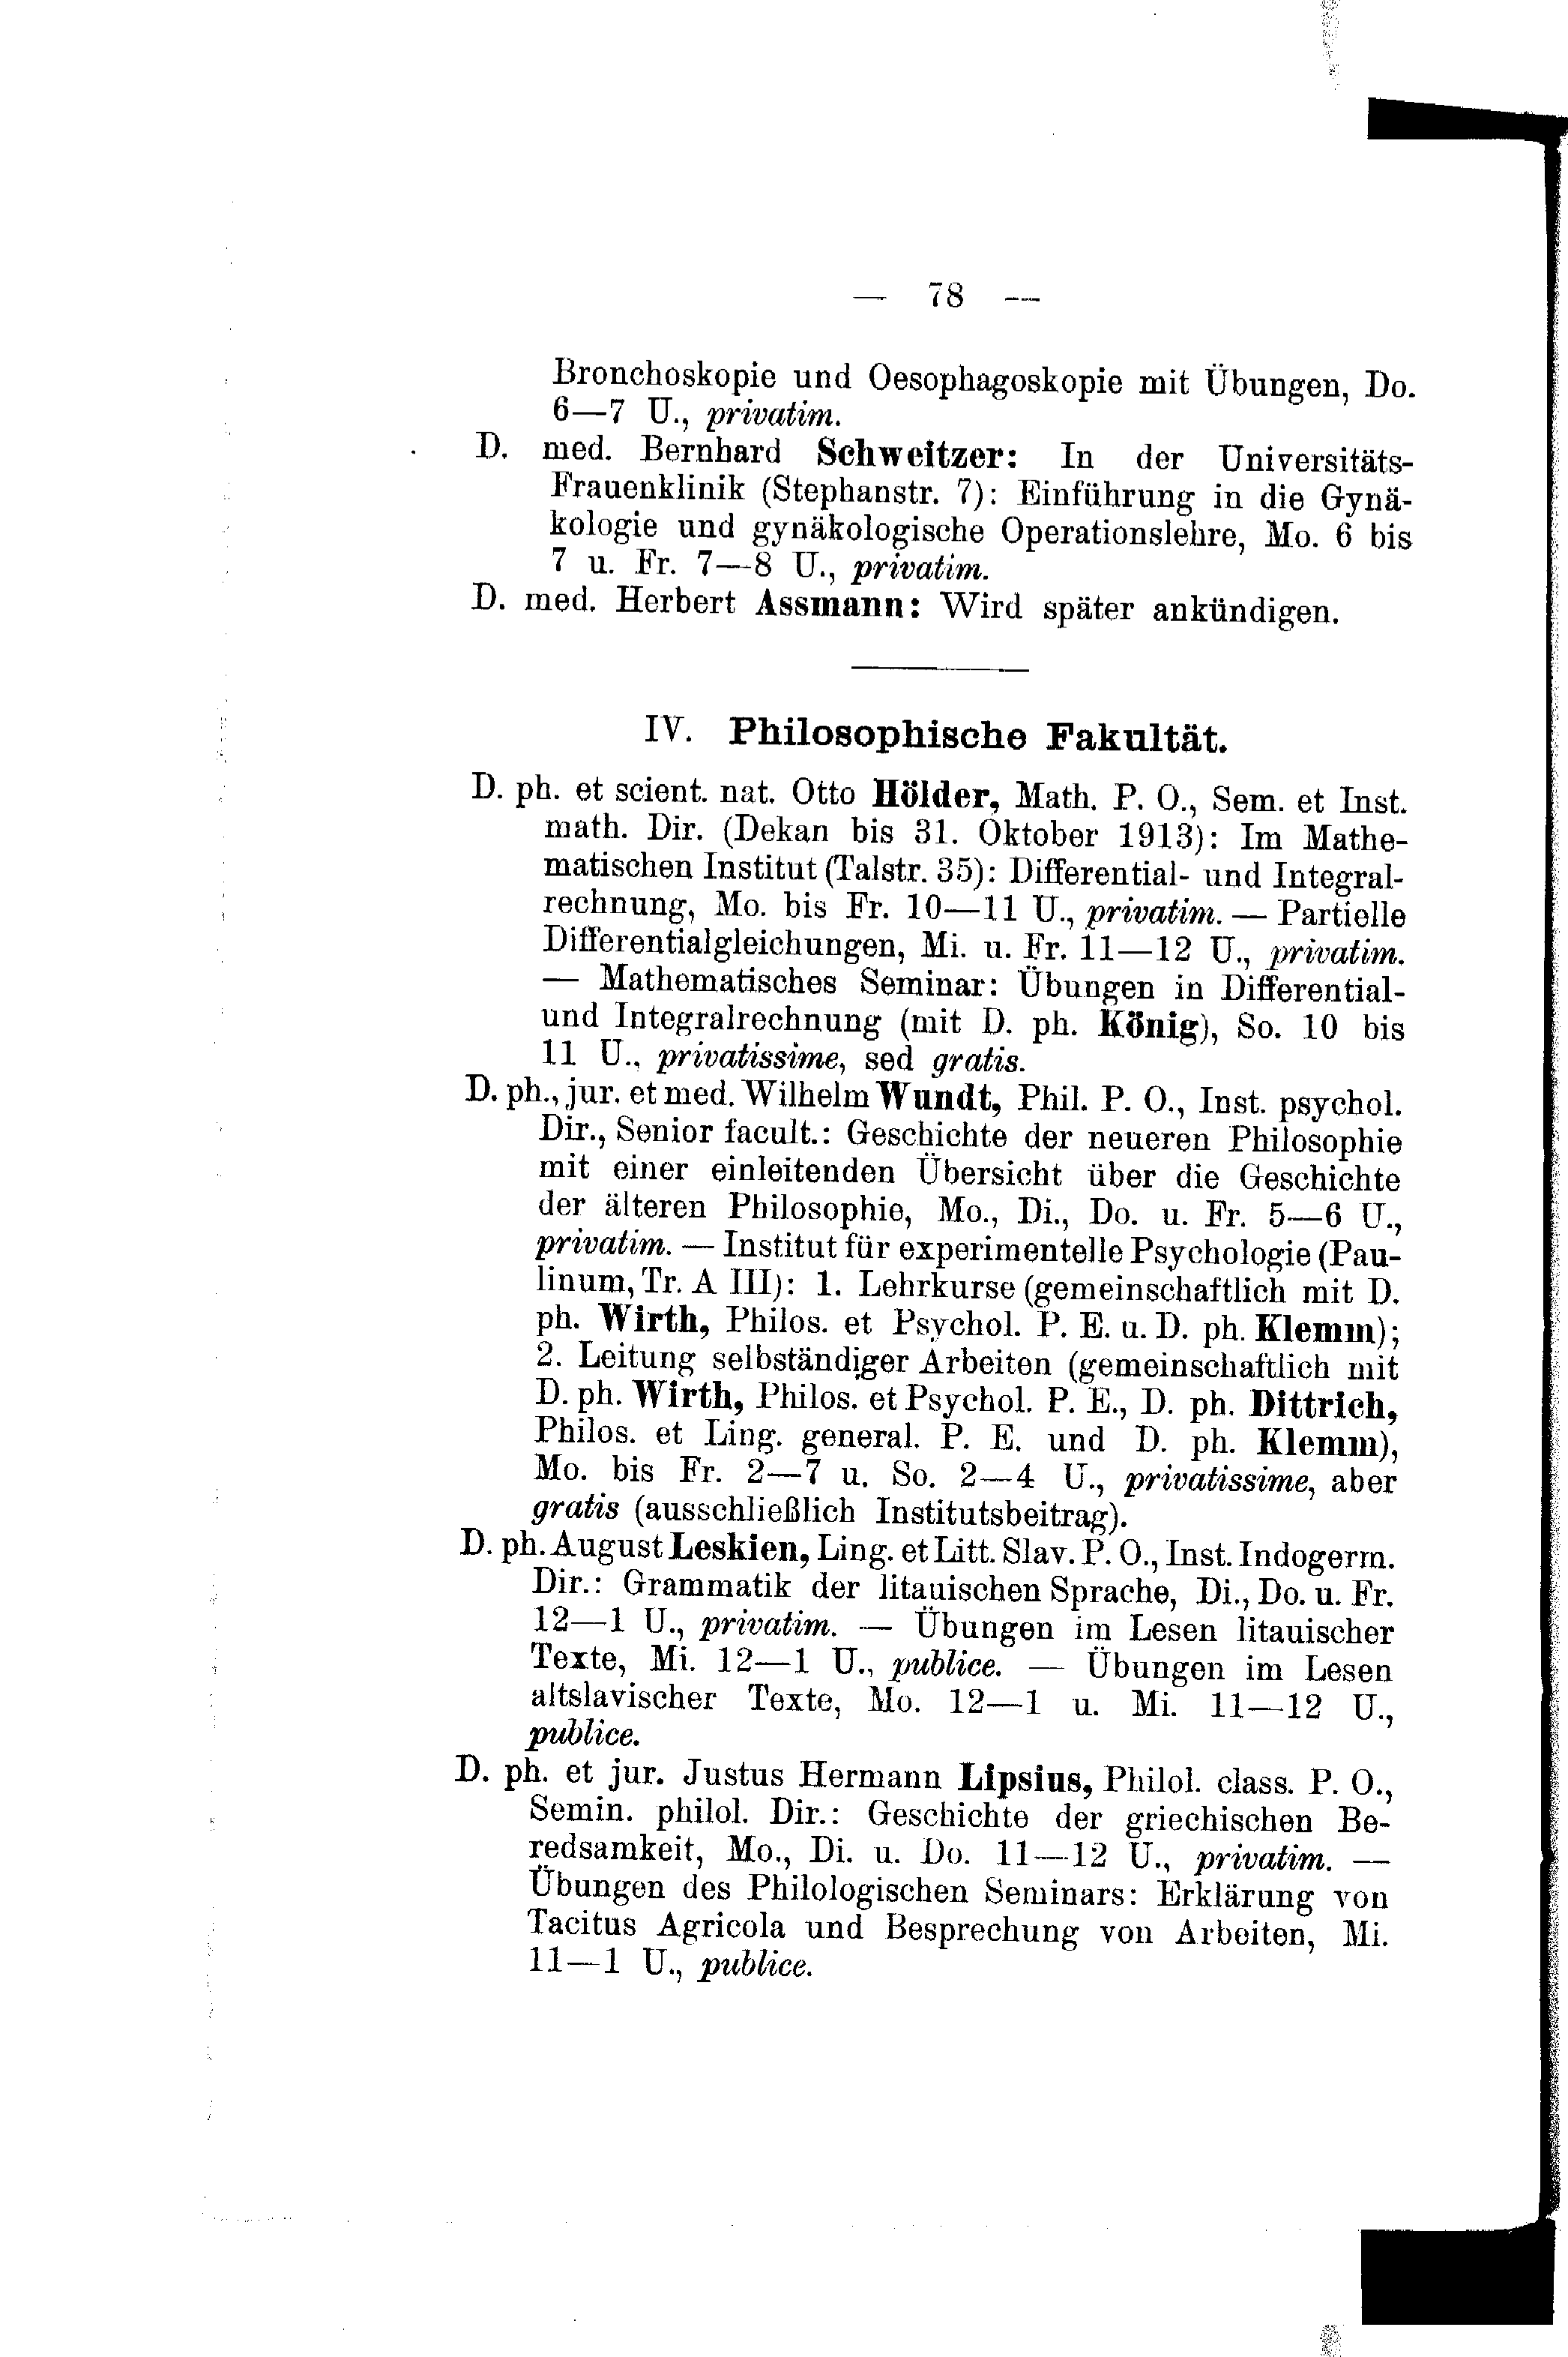 — 78 —
Bronchoskopie und Oesophagoskopie mit Übungen, Do.
6—7 U., privatim.
D. med. Bernhard Schweitzer: In der Universitäts-
Frauenklinik (Stephanstr. 7): Einführung in die Gynä-
kologie und gynäkologische Operationslehre, Mo. 6 bis
7 u. Fr. 7—8 U., privatim.
D. med. Herbert Assmann: Wird später ankündigen.
IV. Philosophische Fakultät.
D. ph. et scient. nat. Otto Hölder, Math. P. O., Sem. et Inst.
math. Dir. (Dekan bis 31. Oktober 1913): Im Mathe-
matischen Institut (Talstr. 35): Differential- und Integral-
rechnung, Mo. bis Fr. 10—11 U., privatim. — Partielle
Differentialgleichungen, Mi. u. Fr. 11—12 U., privatim.
— Mathematisches Seminar: Übungen in Differential-
und Integralrechnung (mit D. ph. König), So. 10 bis
11 U., privatissime, sed gratis.
D. ph., jur. et med. Wilhelm Wundt, Phil. P. O., Inst. psychol.
Dir., Senior facult.: Geschichte der neueren Philosophie
mit einer einleitenden Übersicht über die Geschichte
der älteren Philosophie, Mo., Di., Do. u. Fr. 5—6 U.,
privatim. — Institut für experimentelle Psychologie (Pau-
linum, Tr. A III): 1. Lehrkurse (gemeinschaftlich mit D.
ph. Wirth, Philos. et Psychol. P. E. u. D. ph. Klemm);
2. Leitung selbständiger Arbeiten (gemeinschaftlich mit
D. ph. Wirth, Philos. et Psychol. P. E., D. ph. Dittrich,
Philos. et Ling. general. P. E. und D. ph. Klemm),
Mo. bis Fr. 2—7 u. So. 2—4 U., privatissime, aber
gratis (ausschließlich Institutsbeitrag).
D. ph. August Leskien, Ling. et Litt. Slav. P. O., Inst. Indogerm.
Dir.: Grammatik der litauischen Sprache, Di., Do. u. Fr.
12—1 U., privatim. — Übungen im Lesen litauischer
Texte, Mi. 12—1 U., publice. — Übungen im Lesen
altslavischer Texte, Mo. 12—1 u. Mi. 11—12 U.,
publice.
D. ph. et jur. Justus Hermann Lipsius, Philol. class. P. O.,
Semin. philol. Dir.: Geschichte der griechischen Be-
redsamkeit, Mo., Di. u. Do. 11—12 U., privatim. —
Übungen des Philologischen Seminars: Erklärung von
Tacitus Agricola und Besprechung von Arbeiten, Mi.
11—1 U., publice.